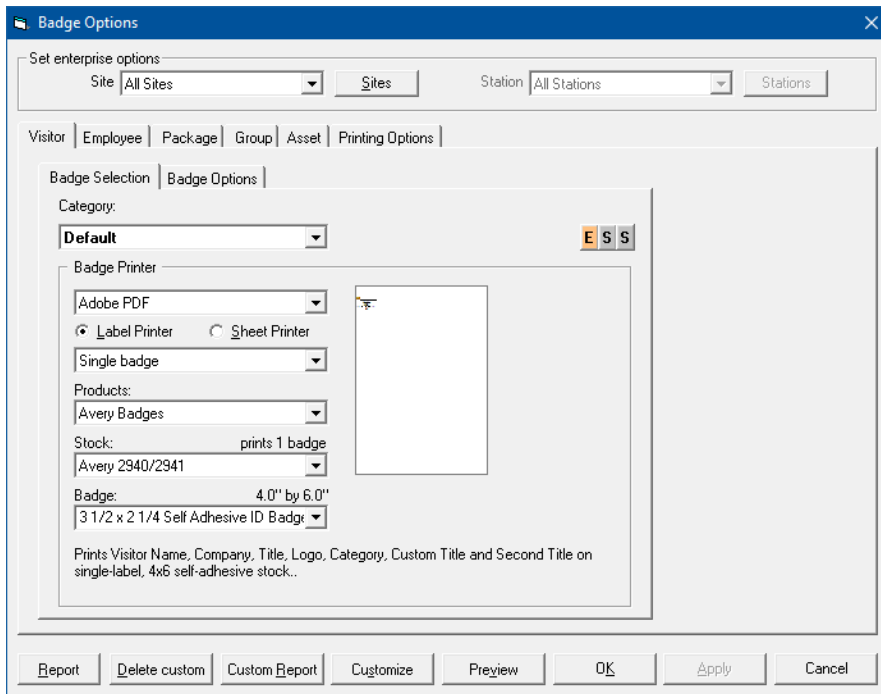 Badge Options
Set enterprise options
Site All Sites Sites Station All Stations Stations
Visitor Employee Package Group Asset Printing Options
Badge Selection Badge Options
Category:
Default E S S
Badge Printer
Adobe PDF
Label Printer Sheet Printer
Single badge
Products:
Avery Badges
Stock: prints 1 badge
Avery 2940/2941
Badge: 4.0" by 6.0"
3 1/2 x 2 1/4 Self Adhesive ID Badge
Prints Visitor Name, Company, Title, Logo, Category, Custom Title and Second Title on
single-label, 4x6 self-adhesive stock..
Report Delete custom Custom Report Customize Preview OK Apply Cancel